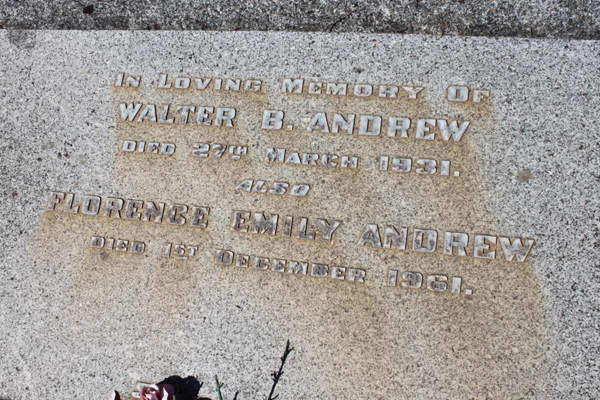 In Loving Memory Of
WALTER B. ANDREW
DIED 27TH MARCH 1931.
ALSO
FLORENCE EMILY ANDREW
DIED 1ST DECEMBER 1961.